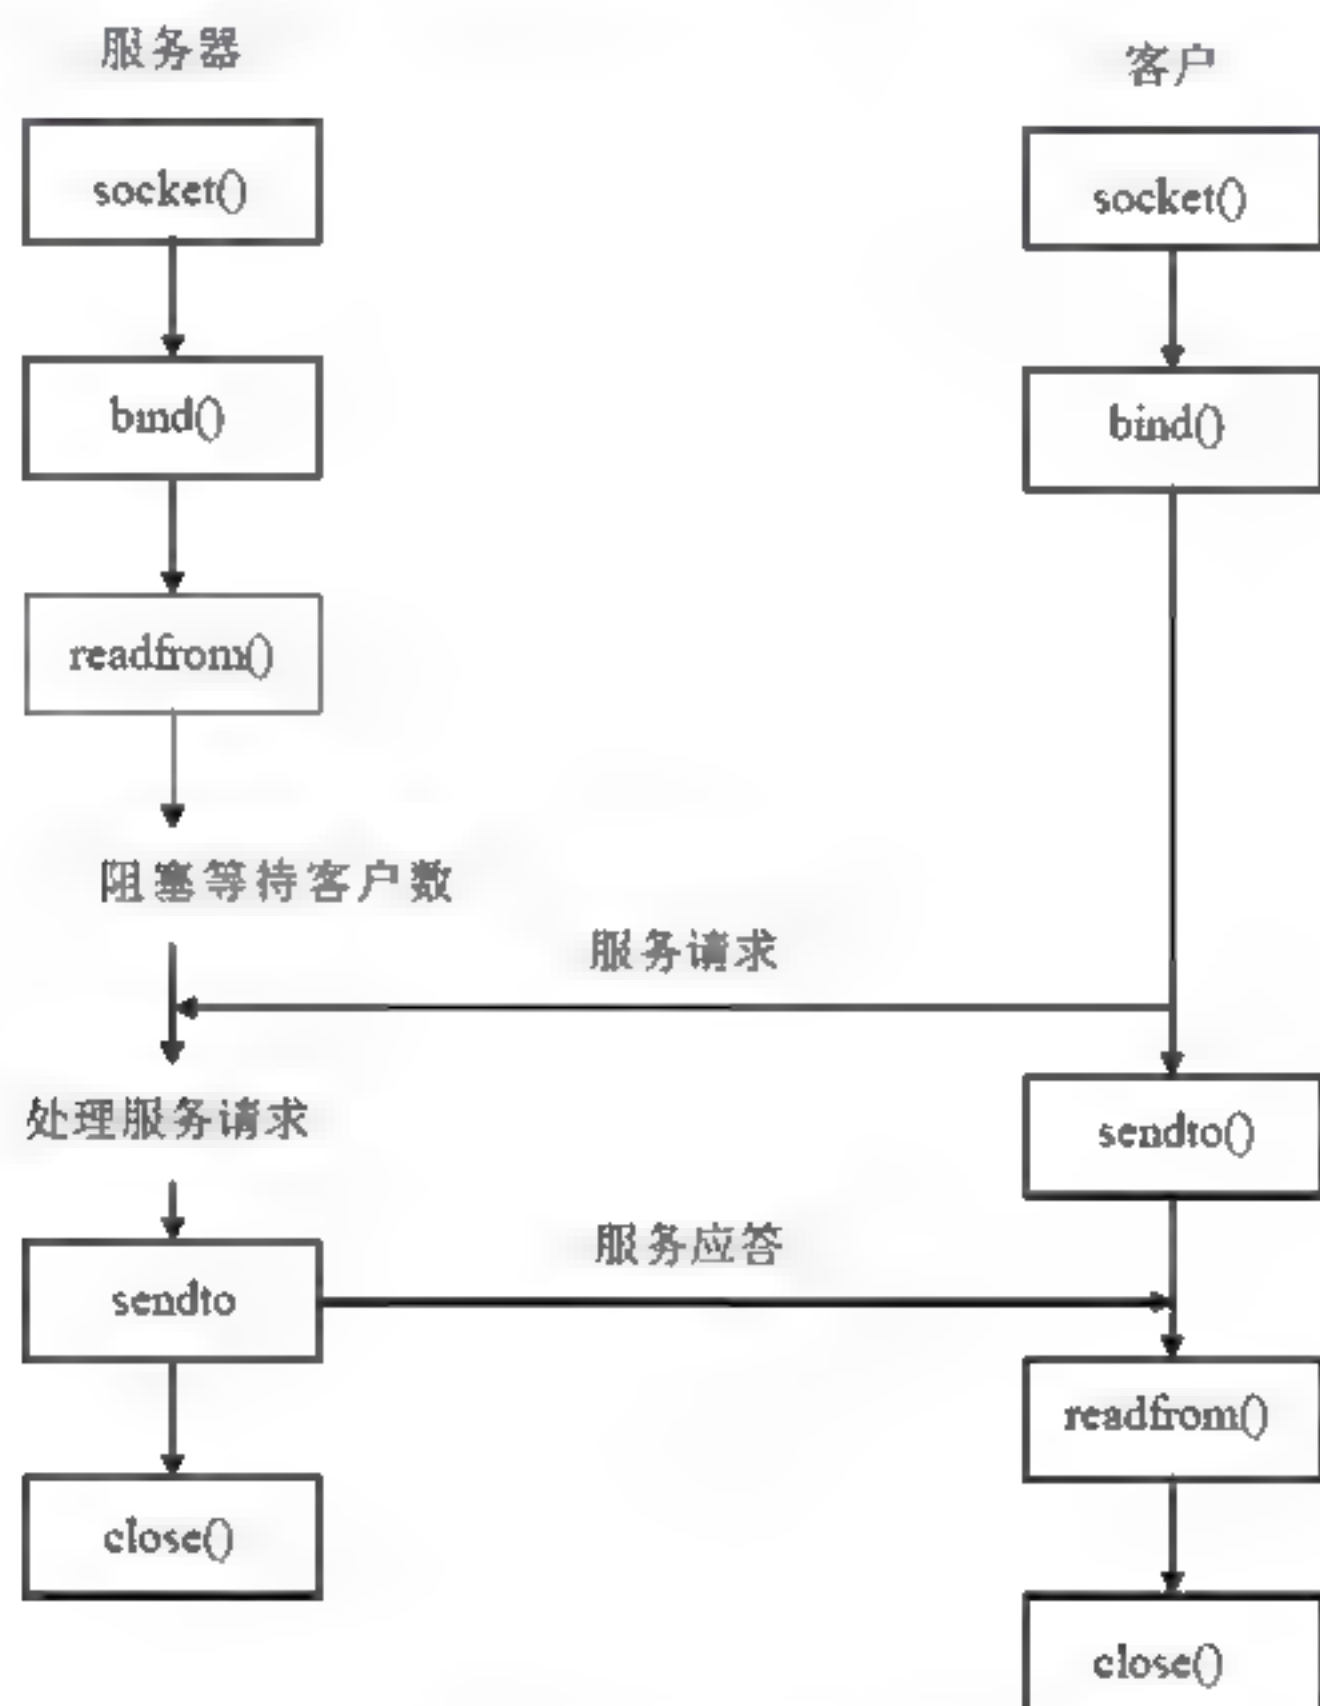 服务器
socket()
bind()
readfrom()
阻塞等待客户数
处理服务请求
sendto
close()
服务请求
服务应答
客户
socket()
bind()
sendto()
readfrom()
close()